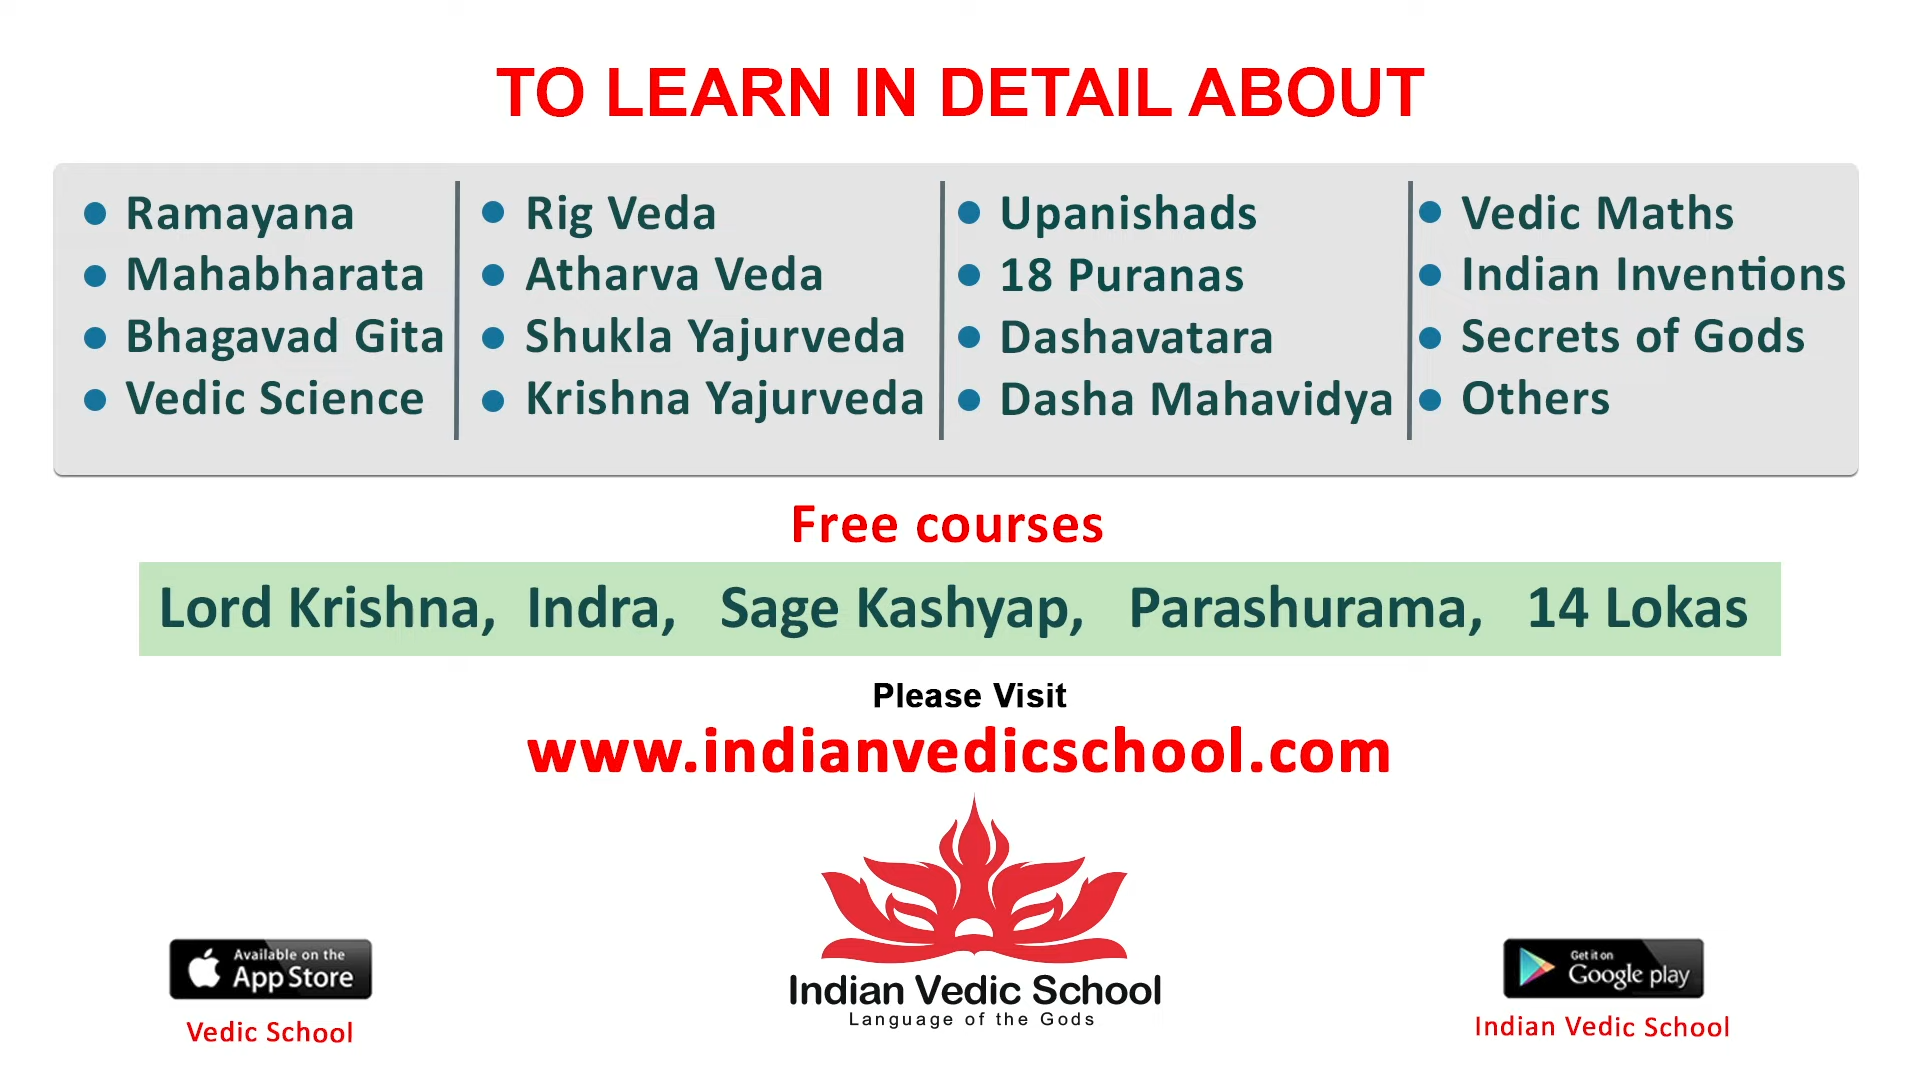 TO LEARN IN DETAIL ABOUT
Ramayana
Mahabharata
Bhagavad Gita
Vedic Science
Rig Veda
Atharva Veda
Shukla Yajurveda
Krishna Yajurveda
Upanishads
18 Puranas
Dashavatara
Dasha Mahavidya
Vedic Maths
Indian Inventions
Secrets of Gods
Others
Free courses
Lord Krishna, Indra, Sage Kashyap, Parashurama, 14 Lokas
Please Visit
www.indianvedicschool.com
Indian Vedic School
Language of the Gods
Available on the
App Store
Vedic School
Get it on
Google play
Indian Vedic School